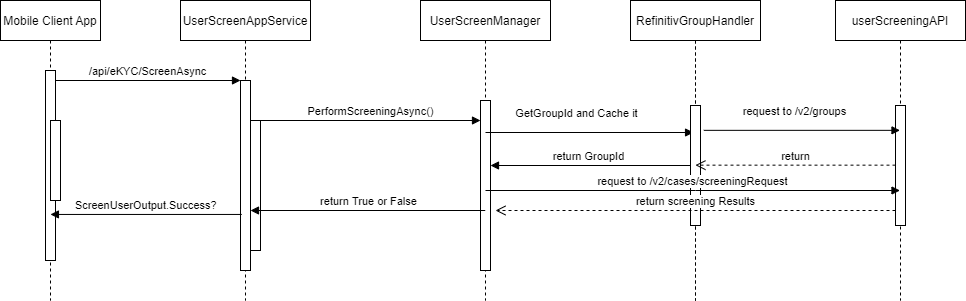 Mobile Client App
UserScreenAppService
UserScreenManager
RefinitivGroupHandler
userScreeningAPI
/api/eKYC/ScreenAsync
PerformScreeningAsync()
GetGroupId and Cache it
request to /v2/groups
return GroupId
return
request to /v2/cases/screeningRequest
ScreenUserOutput.Success?
return True or False
return screening Results